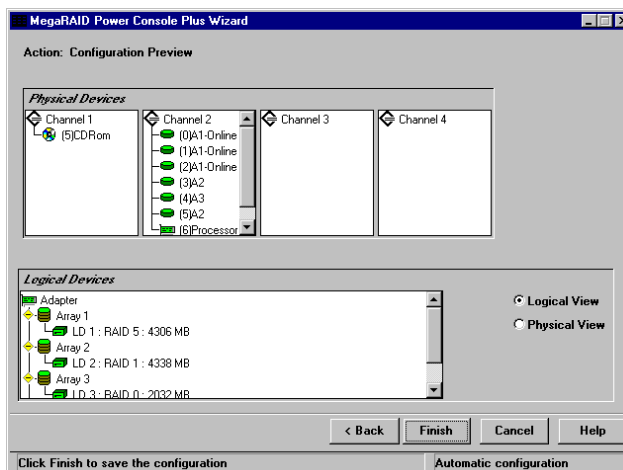 MegaRAID Power Console Plus Wizard
Action: Configuration Preview
Physical Devices
Channel 1
(5)CDRom
Channel 2
(0)A1-Online
(1)A1-Online
(2)A1-Online
(3)A2
(4)A3
(5)A2
(6)Processor
Channel 3
Channel 4
Logical Devices
Adapter
Array 1
LD 1 : RAID 5 : 4306 MB
Array 2
LD 2 : RAID 1 : 4338 MB
Array 3
LD 3 : RAID 0 : 2032 MB
Logical View
Physical View
< Back
Finish
Cancel
Help
Click Finish to save the configuration
Automatic configuration